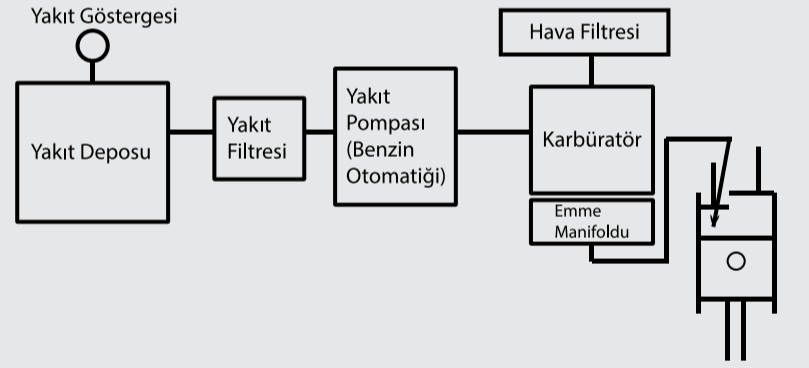 Yakıt Göstergesi
Yakıt Deposu
Yakıt
Filtresi
Yakıt
Pompası
(Benzin
Otomatiği)
Hava Filtresi
Karbüratör
Emme
Manifoldu